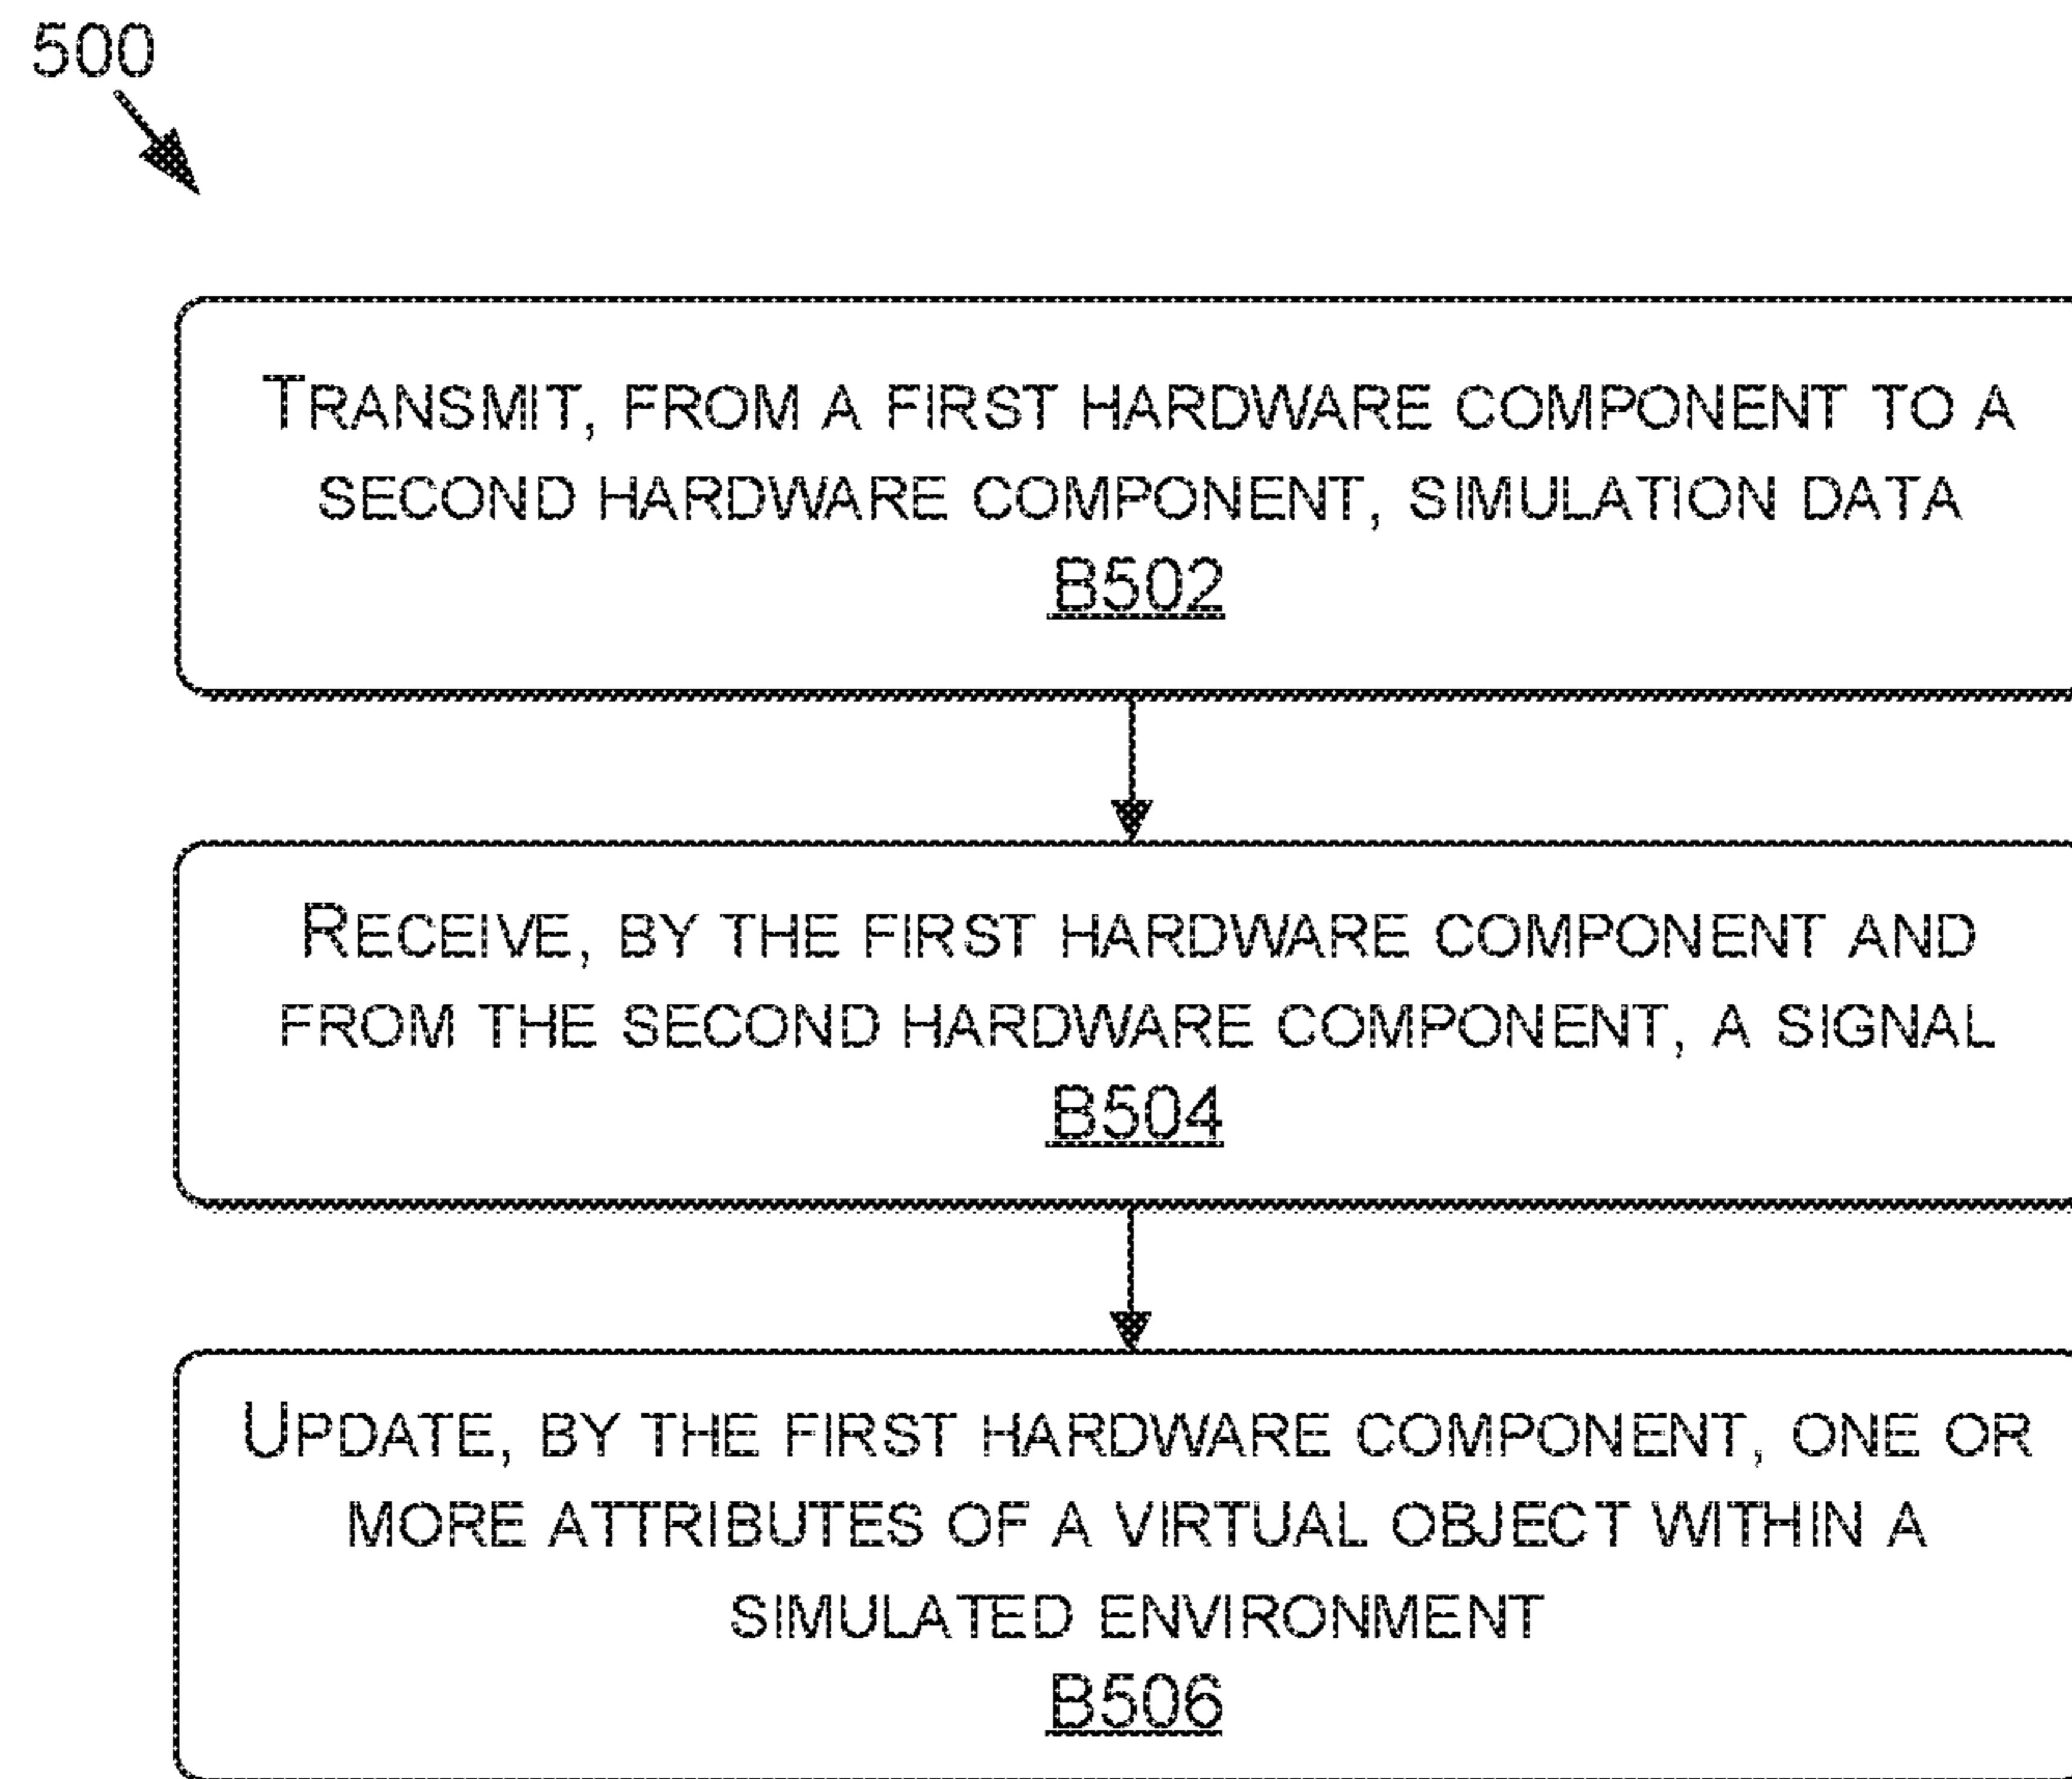 500
TRANSMIT, FROM A FIRST HARDWARE COMPONENT TO A
SECOND HARDWARE COMPONENT, SIMULATION DATA
B502
RECEIVE, BY THE FIRST HARDWARE COMPONENT AND
FROM THE SECOND HARDWARE COMPONENT, A SIGNAL
B504
UPDATE, BY THE FIRST HARDWARE COMPONENT, ONE OR
MORE ATTRIBUTES OF A VIRTUAL OBJECT WITHIN A
SIMULATED ENVIRONMENT
B506